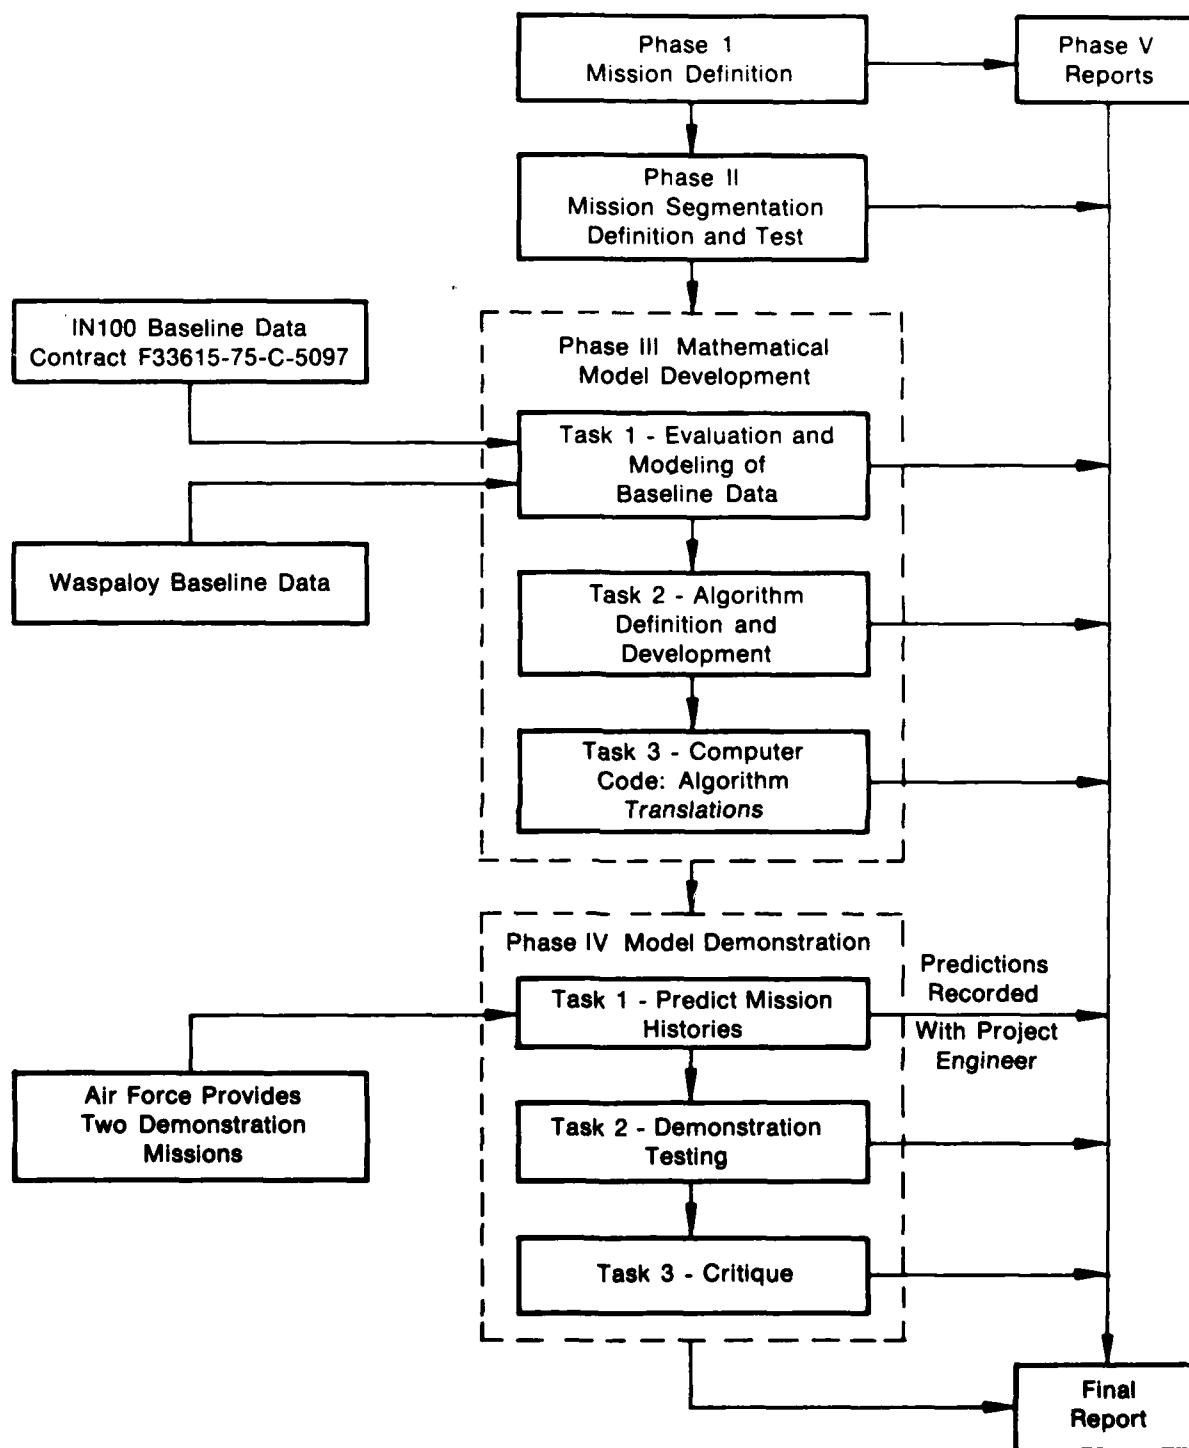 Phase 1
Mission Definition
Phase V
Reports
Phase II
Mission Segmentation
Definition and Test
IN100 Baseline Data
Contract F33615-75-C-5097
Phase III Mathematical
Model Development
Task 1 - Evaluation and
Modeling of
Baseline Data
Waspaloy Baseline Data
Task 2 - Algorithm
Definition and
Development
Task 3 - Computer
Code: Algorithm
Translations
Phase IV Model Demonstration
Predictions
Recorded
With Project
Engineer
Task 1 - Predict Mission
Histories
Air Force Provides
Two Demonstration
Missions
Task 2 - Demonstration
Testing
Task 3 - Critique
Final
Report